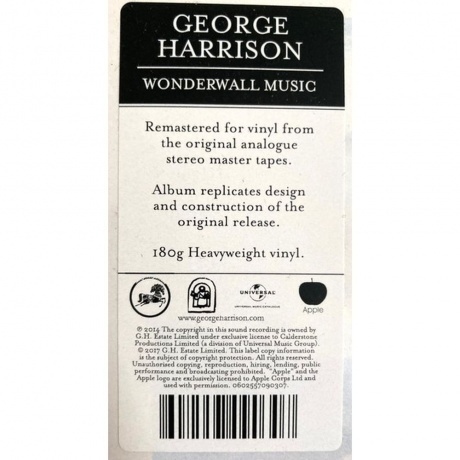 GEORGE
HARRISON
WONDERWALL MUSIC
Remastered for vinyl from
the original analogue
stereo master tapes.
Album replicates design
and construction of the
original release.
180g Heavyweight vinyl.
UNIVERSAL
Apple
www.georgeharrison.com
℗ 2014 The copyright in this sound recording is owned by
G.H. Estate Limited under exclusive license to Calderstone
Productions Limited (a division of Universal Music Group).
© 2017 G.H. Estate Limited. This label copy information
is the subject of copyright protection. All rights reserved.
Unauthorised copying, reproduction, hiring, lending, public
performance and broadcasting prohibited. "Apple" and the
Apple logo are exclusively licensed to Apple Corps Ltd and
used with permission. 0602557090307.